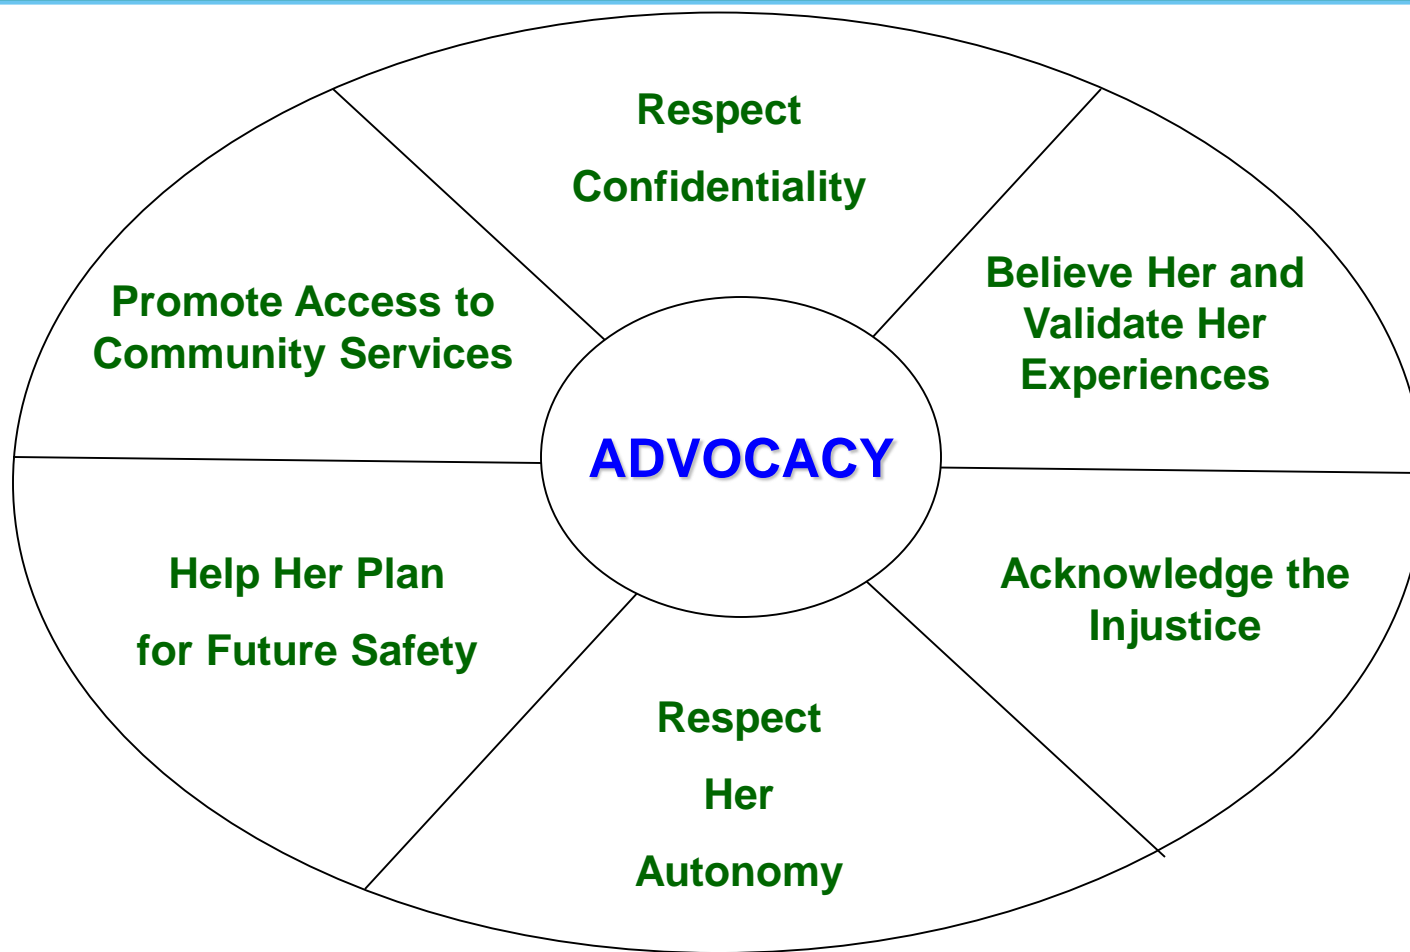 Respect
Confidentiality
Believe Her and
Validate Her
Experiences
Promote Access to
Community Services
ADVOCACY
Help Her Plan
for Future Safety
Acknowledge the
Injustice
Respect
Her
Autonomy